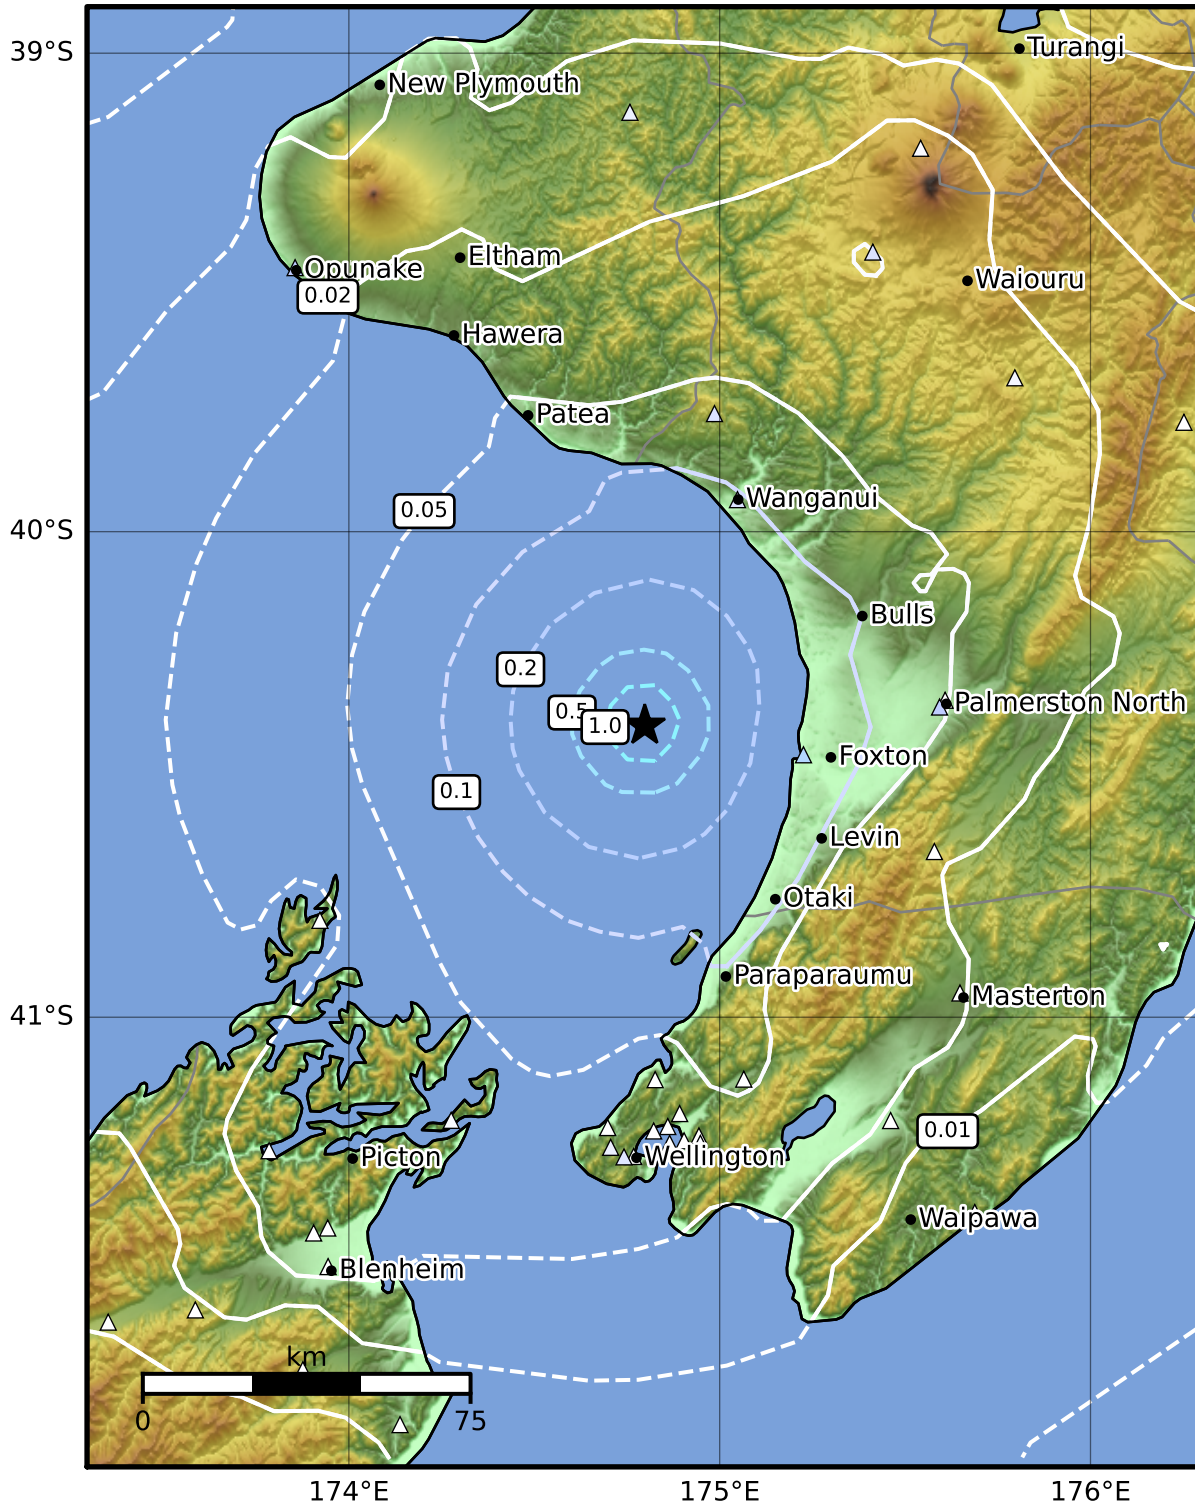 39°S
Turangi
New Plymouth
Opunake
Eltham
0.02
Waiouru
Hawera
Patea
Wanganui
0.05
40°S
Bulls
0.2
Palmerston North
0.5
1.0
Foxton
0.1
Levin
Otaki
Paraparaumu
Masterton
41°S
0.01
Picton
Wellington
Waipawa
Blenheim
km
0
75
174°E
175°E
176°E